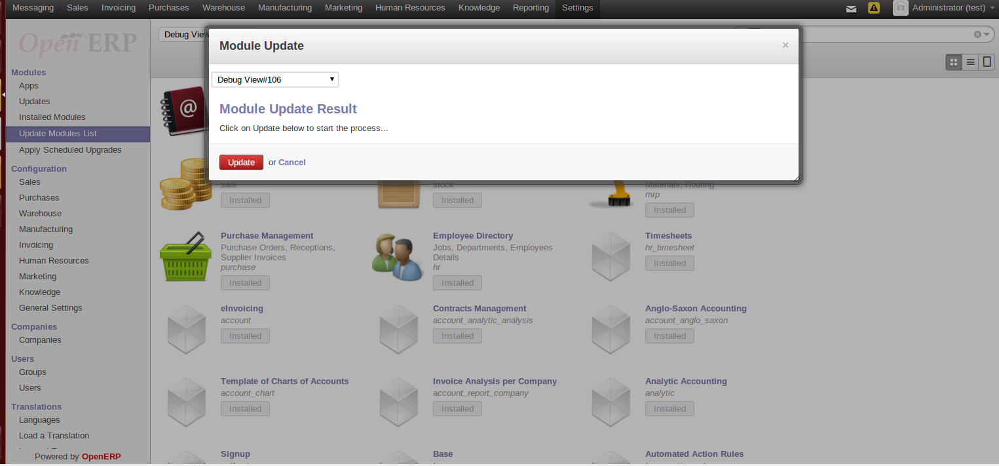 Messaging Sales Invoicing Purchases Warehouse Manufacturing Marketing Human Resources Knowledge Reporting Settings Administrator (test)
OpenERP
Modules
Apps
Updates
Installed Modules
Update Modules List
Apply Scheduled Upgrades
Configuration
Sales
Purchases
Warehouse
Manufacturing
Invoicing
Human Resources
Marketing
Knowledge
General Settings
Companies
Companies
Users
Groups
Users
Translations
Languages
Load a Translation
Powered by OpenERP
Debug View
Module Update ×
Debug View#106
Module Update Result
Click on Update below to start the process...
Update or Cancel
@
sale
Installed
stock
Installed
Materials, Routing
mrp
Installed
Purchase Management
Purchase Orders, Receptions,
Supplier Invoices
purchase
Installed
Employee Directory
Jobs, Departments, Employees
Details
hr
Installed
Timesheets
hr_timesheet
Installed
eInvoicing
account
Installed
Contracts Management
account_analytic_analysis
Installed
Anglo-Saxon Accounting
account_anglo_saxon
Installed
Template of Charts of Accounts
account_chart
Installed
Invoice Analysis per Company
account_report_company
Installed
Analytic Accounting
analytic
Installed
Signup
Base
Automated Action Rules